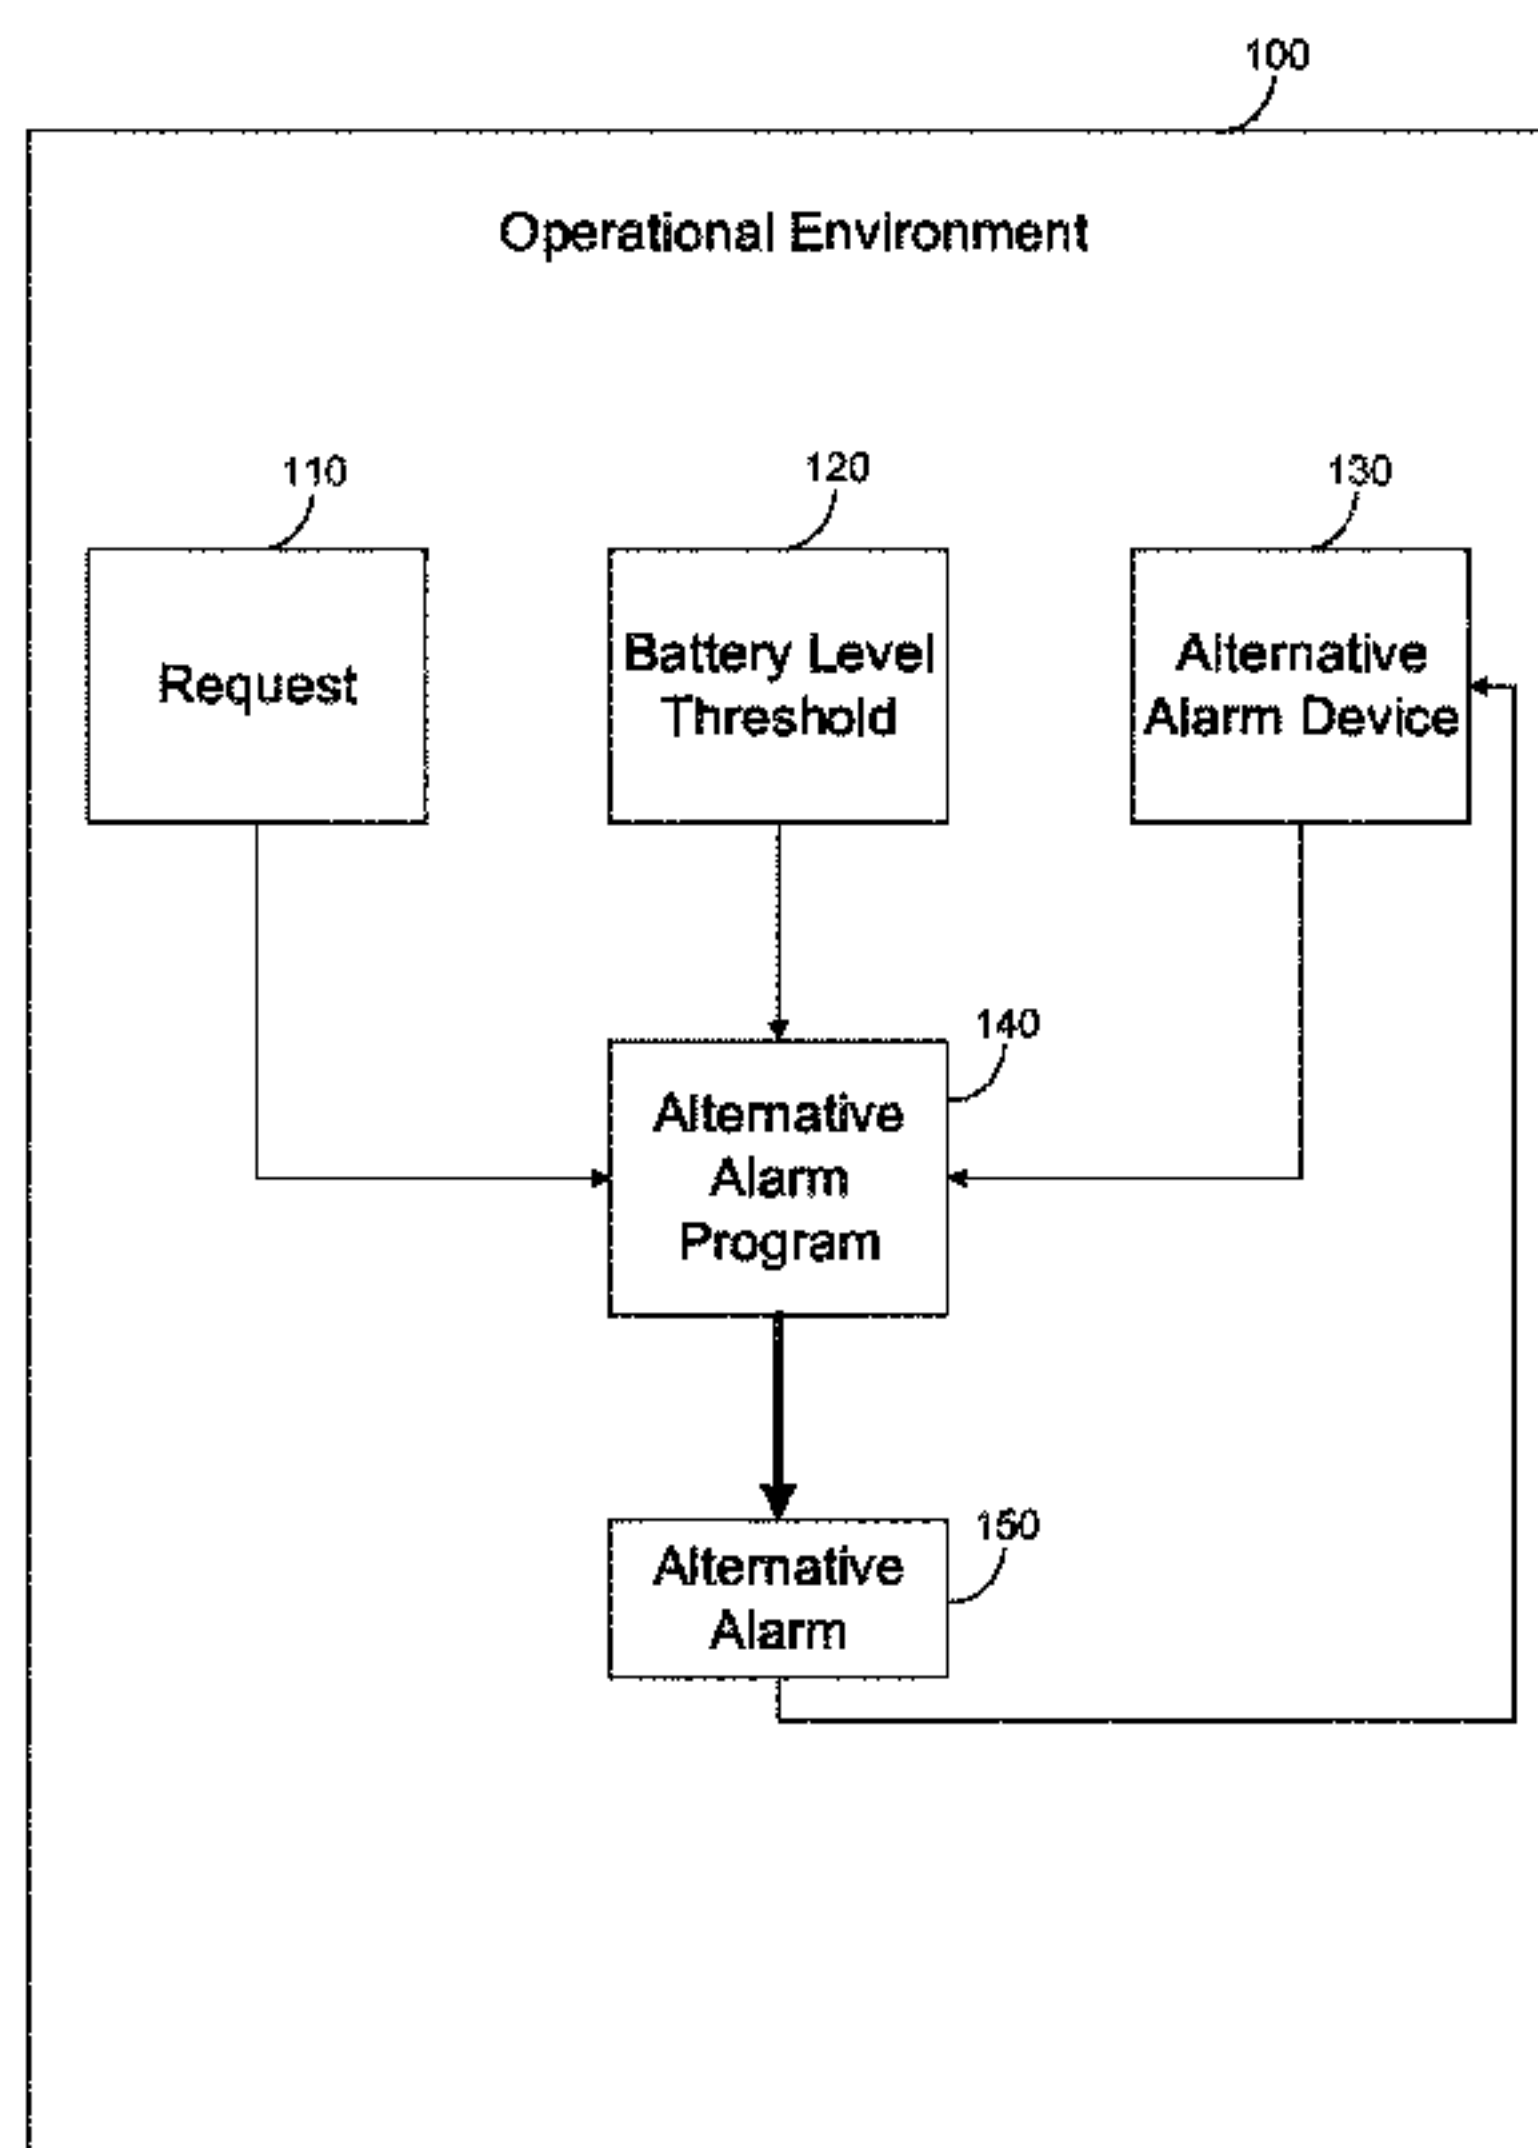 100
Operational Environment
110
120
130
Request
Battery Level
Threshold
Alternative
Alarm Device
140
Alternative
Alarm
Program
150
Alternative
Alarm